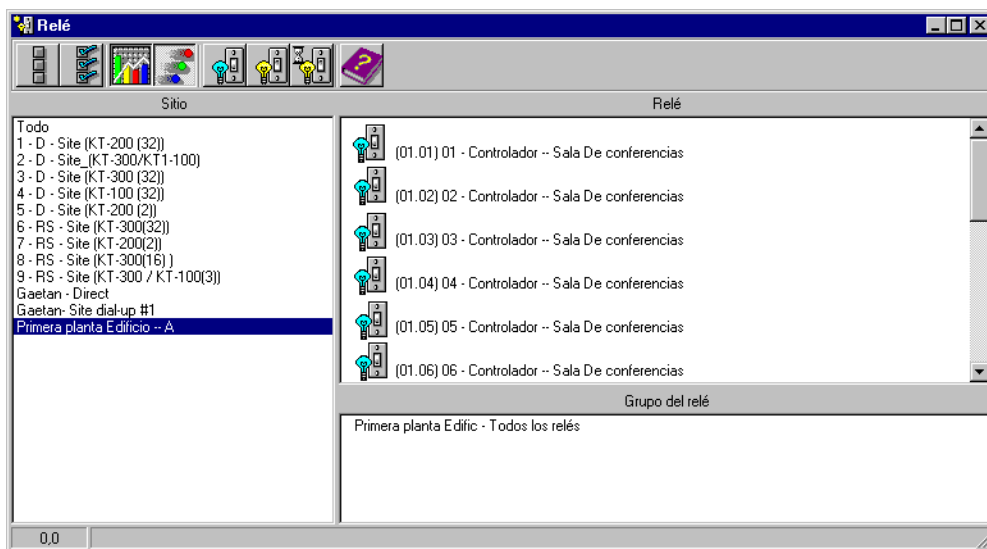 Relé
Sitio
Todo
1 - D - Site (KT-200 (32))
2 - D - Site_(KT-300/KT1-100)
3 - D - Site (KT-300 (32))
4 - D - Site (KT-100 (32))
5 - D - Site (KT-200 (2))
6 - RS - Site (KT-300(32))
7 - RS - Site (KT-200(2))
8 - RS - Site (KT-300(16) )
9 - RS - Site (KT-300 / KT-100(3))
Gaetan - Direct
Gaetan- Site dial-up #1
Primera planta Edificio -- A
Relé
(01.01) 01 - Controlador -- Sala De conferencias
(01.02) 02 - Controlador -- Sala De conferencias
(01.03) 03 - Controlador -- Sala De conferencias
(01.04) 04 - Controlador -- Sala De conferencias
(01.05) 05 - Controlador -- Sala De conferencias
(01.06) 06 - Controlador -- Sala De conferencias
Grupo del relé
Primera planta Edific - Todos los relés
0,0